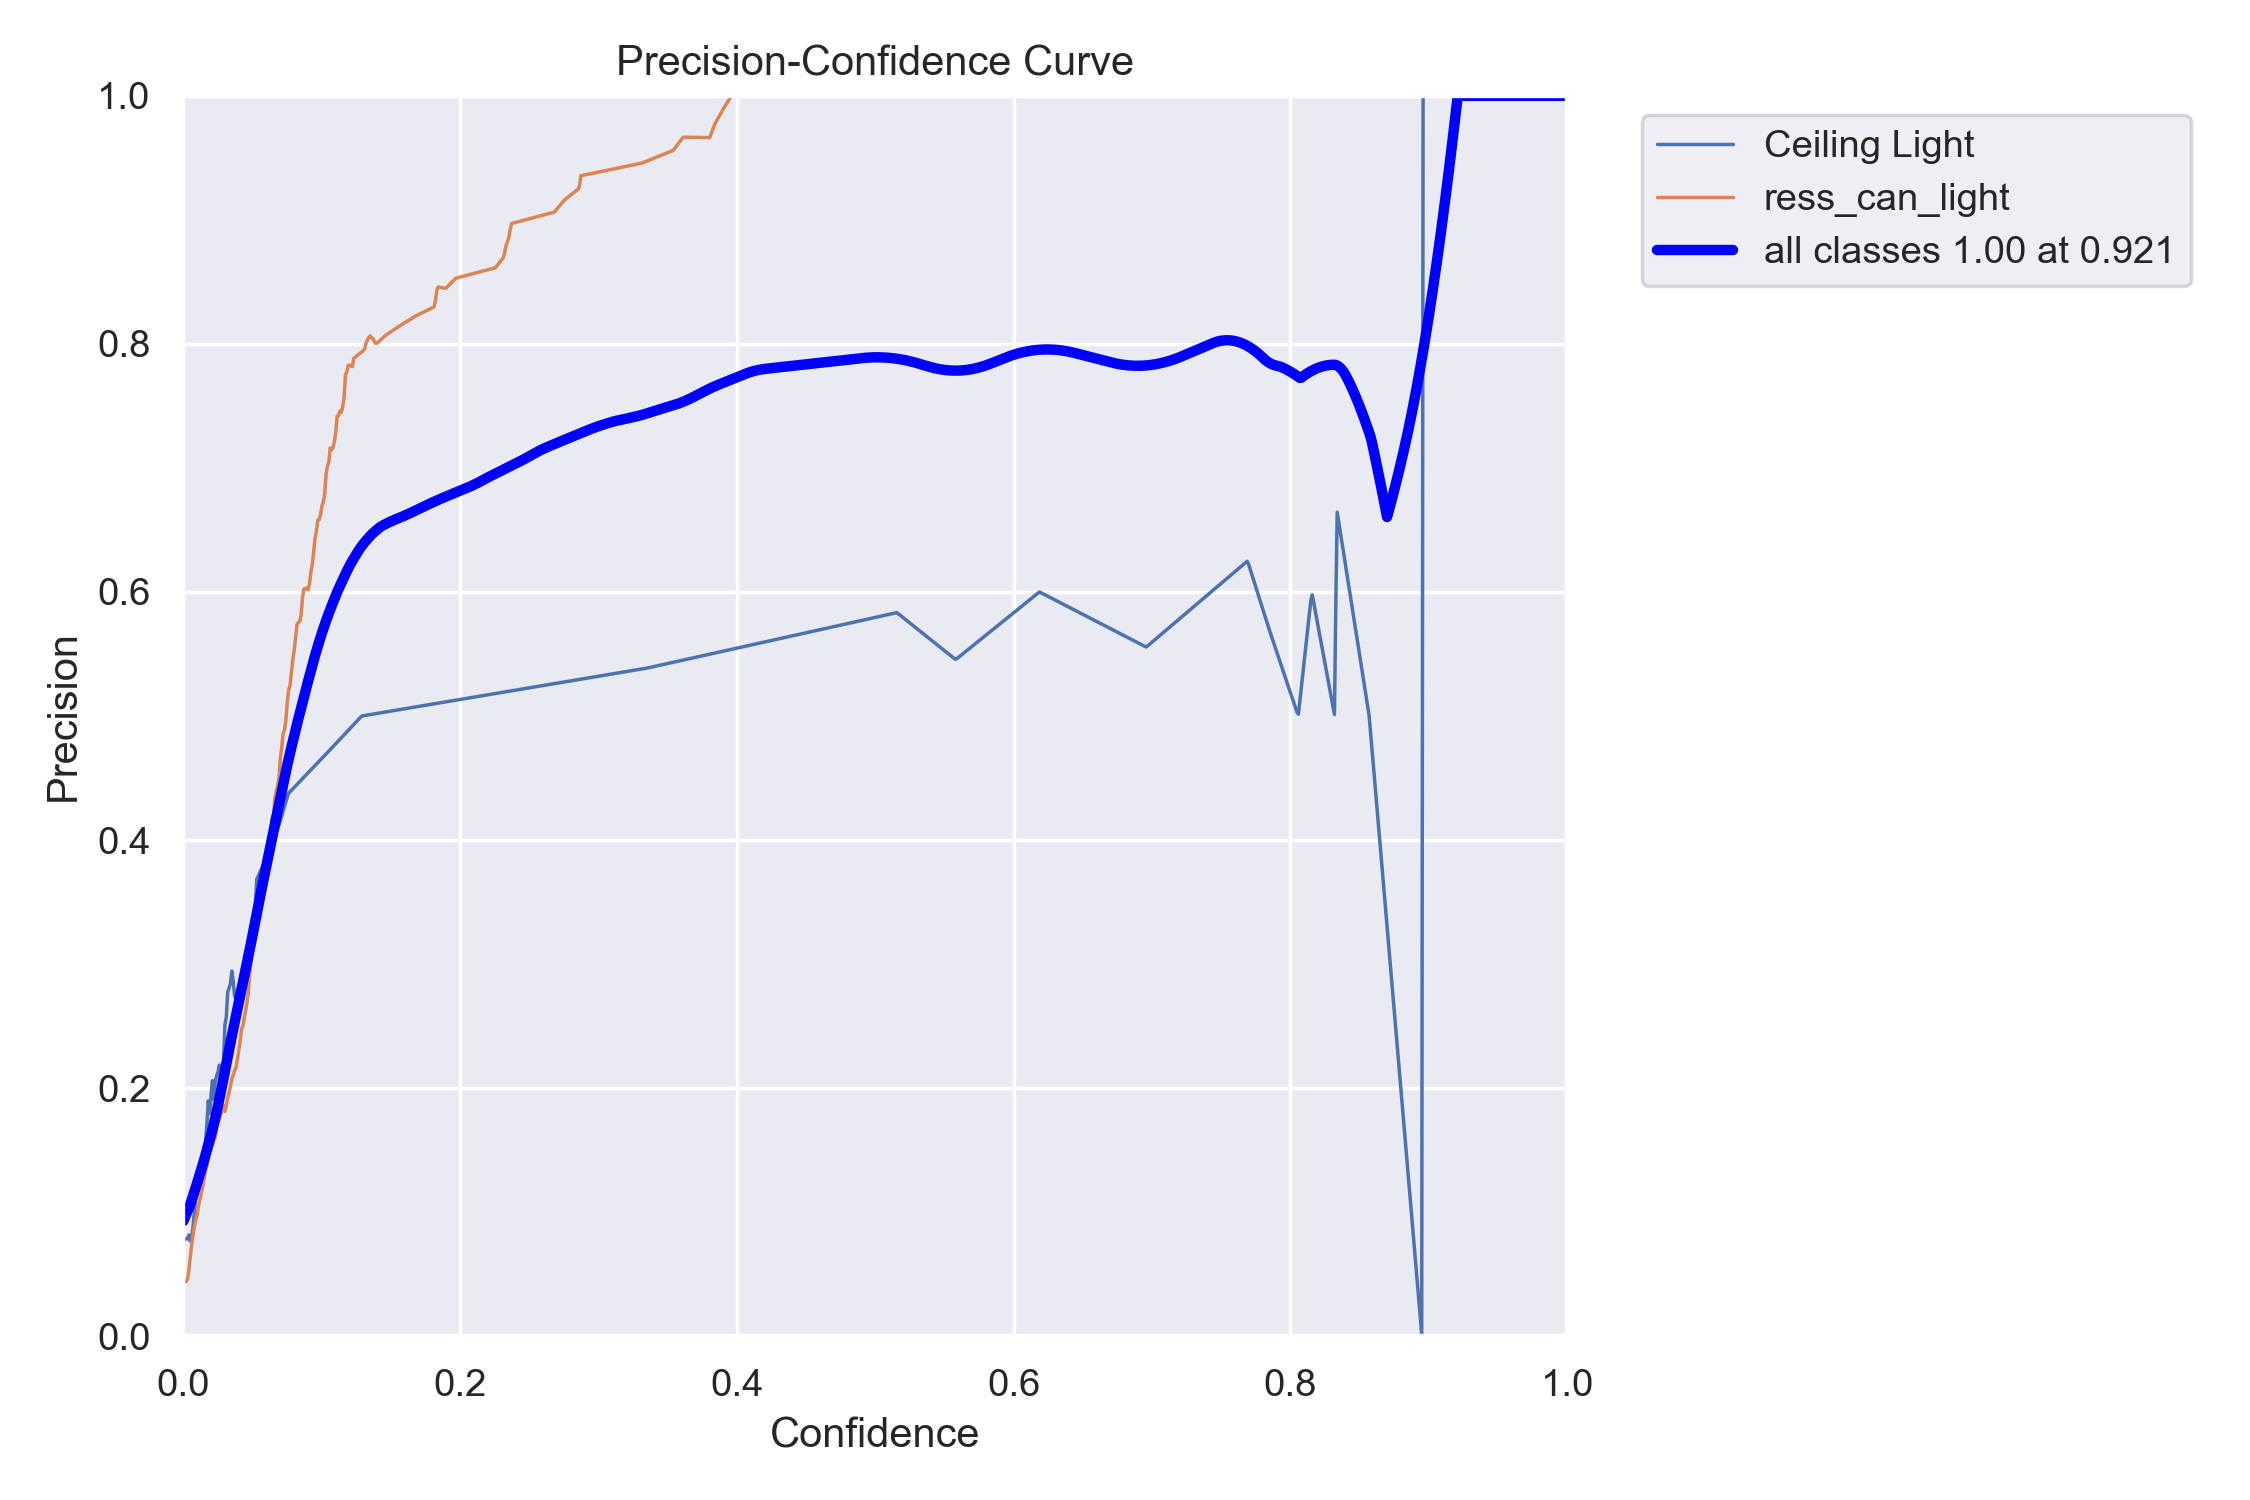 Precision-Confidence Curve
1.0
0.8
0.6
0.4
0.2
0.0
Precision
0.0 0.2 0.4 0.6 0.8 1.0
Confidence
Ceiling Light
ress_can_light
all classes 1.00 at 0.921